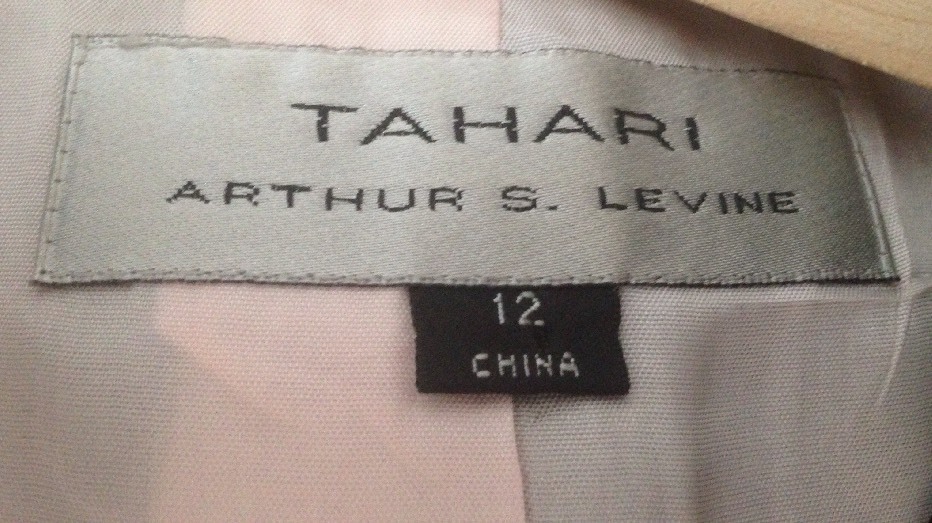 TAHARI
ARTHUR S. LEVINE
12
CHINA